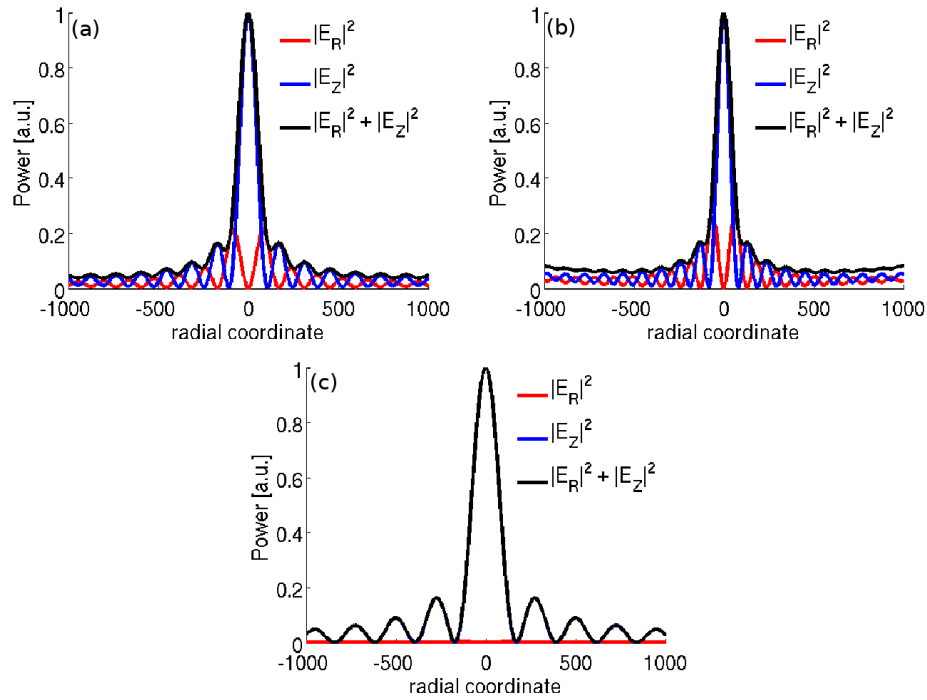 (a)
|E_R|^2
|E_Z|^2
|E_R|^2 + |E_Z|^2
Power [a.u.]
1
0.8
0.6
0.4
0.2
0
-1000 -500 0 500 1000
radial coordinate
(b)
|E_R|^2
|E_Z|^2
|E_R|^2 + |E_Z|^2
Power [a.u.]
1
0.8
0.6
0.4
0.2
0
-1000 -500 0 500 1000
radial coordinate
(c)
|E_R|^2
|E_Z|^2
|E_R|^2 + |E_Z|^2
Power [a.u.]
1
0.8
0.6
0.4
0.2
0
-1000 -500 0 500 1000
radial coordinate